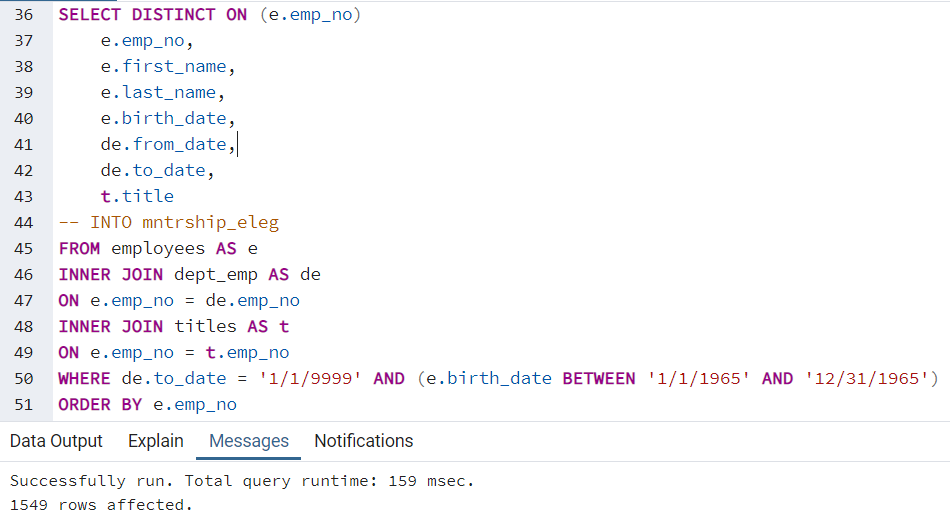 36 SELECT DISTINCT ON (e.emp_no)
37     e.emp_no,
38     e.first_name,
39     e.last_name,
40     e.birth_date,
41     de.from_date,
42     de.to_date,
43     t.title
44 -- INTO mntrship_eleg
45 FROM employees AS e
46 INNER JOIN dept_emp AS de
47 ON e.emp_no = de.emp_no
48 INNER JOIN titles AS t
49 ON e.emp_no = t.emp_no
50 WHERE de.to_date = '1/1/9999' AND (e.birth_date BETWEEN '1/1/1965' AND '12/31/1965')
51 ORDER BY e.emp_no
Data Output Explain Messages Notifications
Successfully run. Total query runtime: 159 msec.
1549 rows affected.